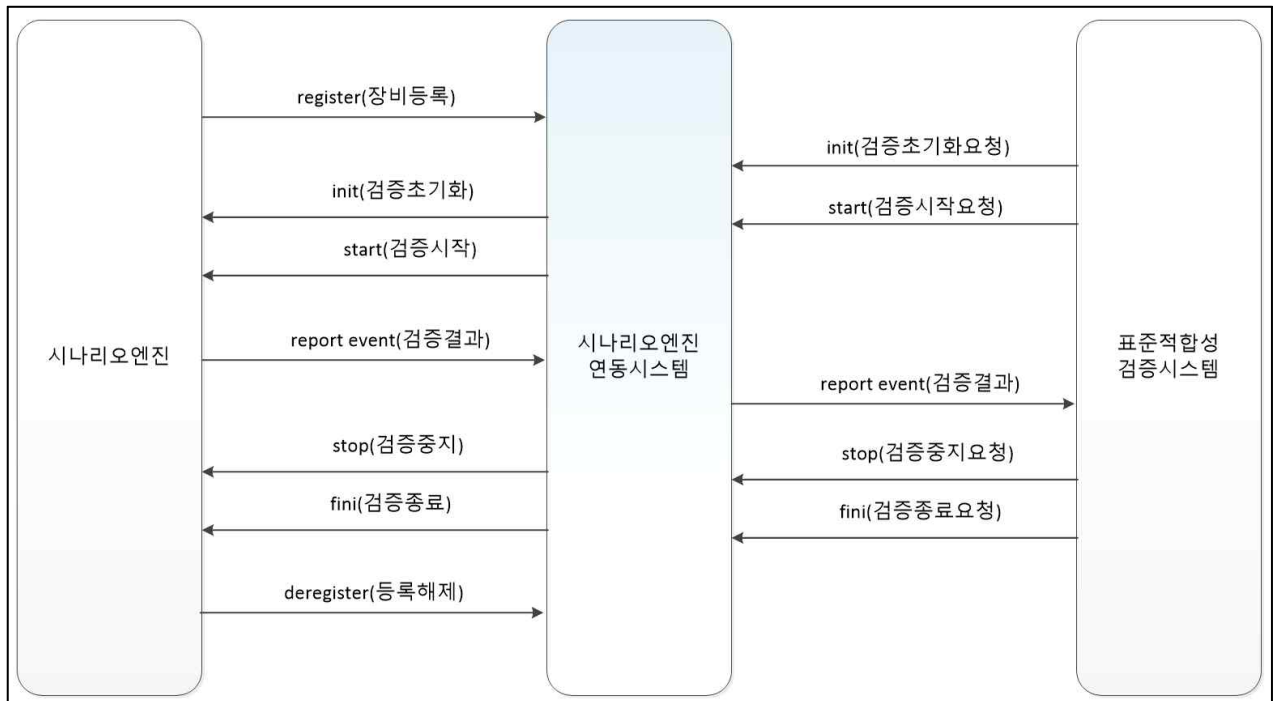 register(장비등록)
init(검증초기화요청)
init(검증초기화)
start(검증시작요청)
start(검증시작)
시나리오엔진
report event(검증결과)
시나리오엔진
연동시스템
표준적합성
검증시스템
report event(검증결과)
stop(검증중지)
stop(검증중지요청)
fini(검증종료)
fini(검증종료요청)
deregister(등록해제)